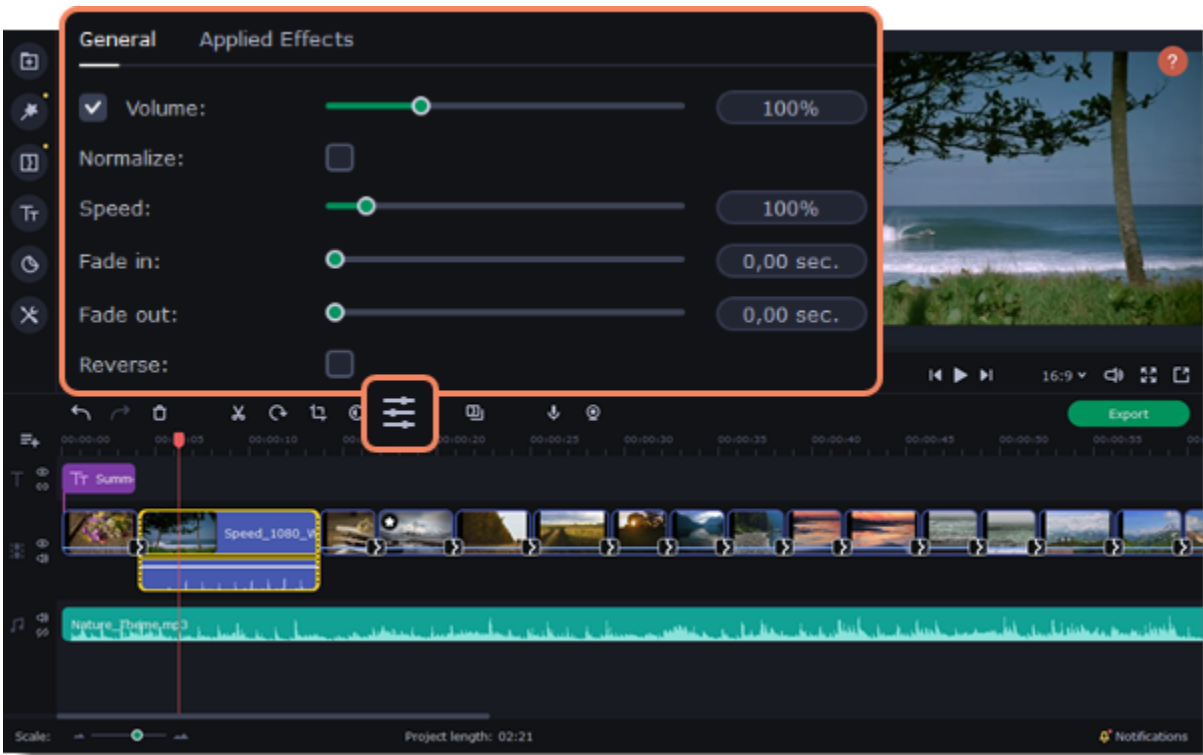 General Applied Effects
?
Volume: 100%
Normalize:
Speed: 100%
Fade in: 0,00 sec.
Fade out: 0,00 sec.
Reverse:
Tт
16:9
Export
00:00:00 00:00:10 00:00:25 00:00:30 00:00:35 00:00:40 00:00:45 00:00:50 00:00:55
T Tт Summ
Speed_1080_
Nature_Theme.mp3
Scale: Project length: 02:21 Notifications